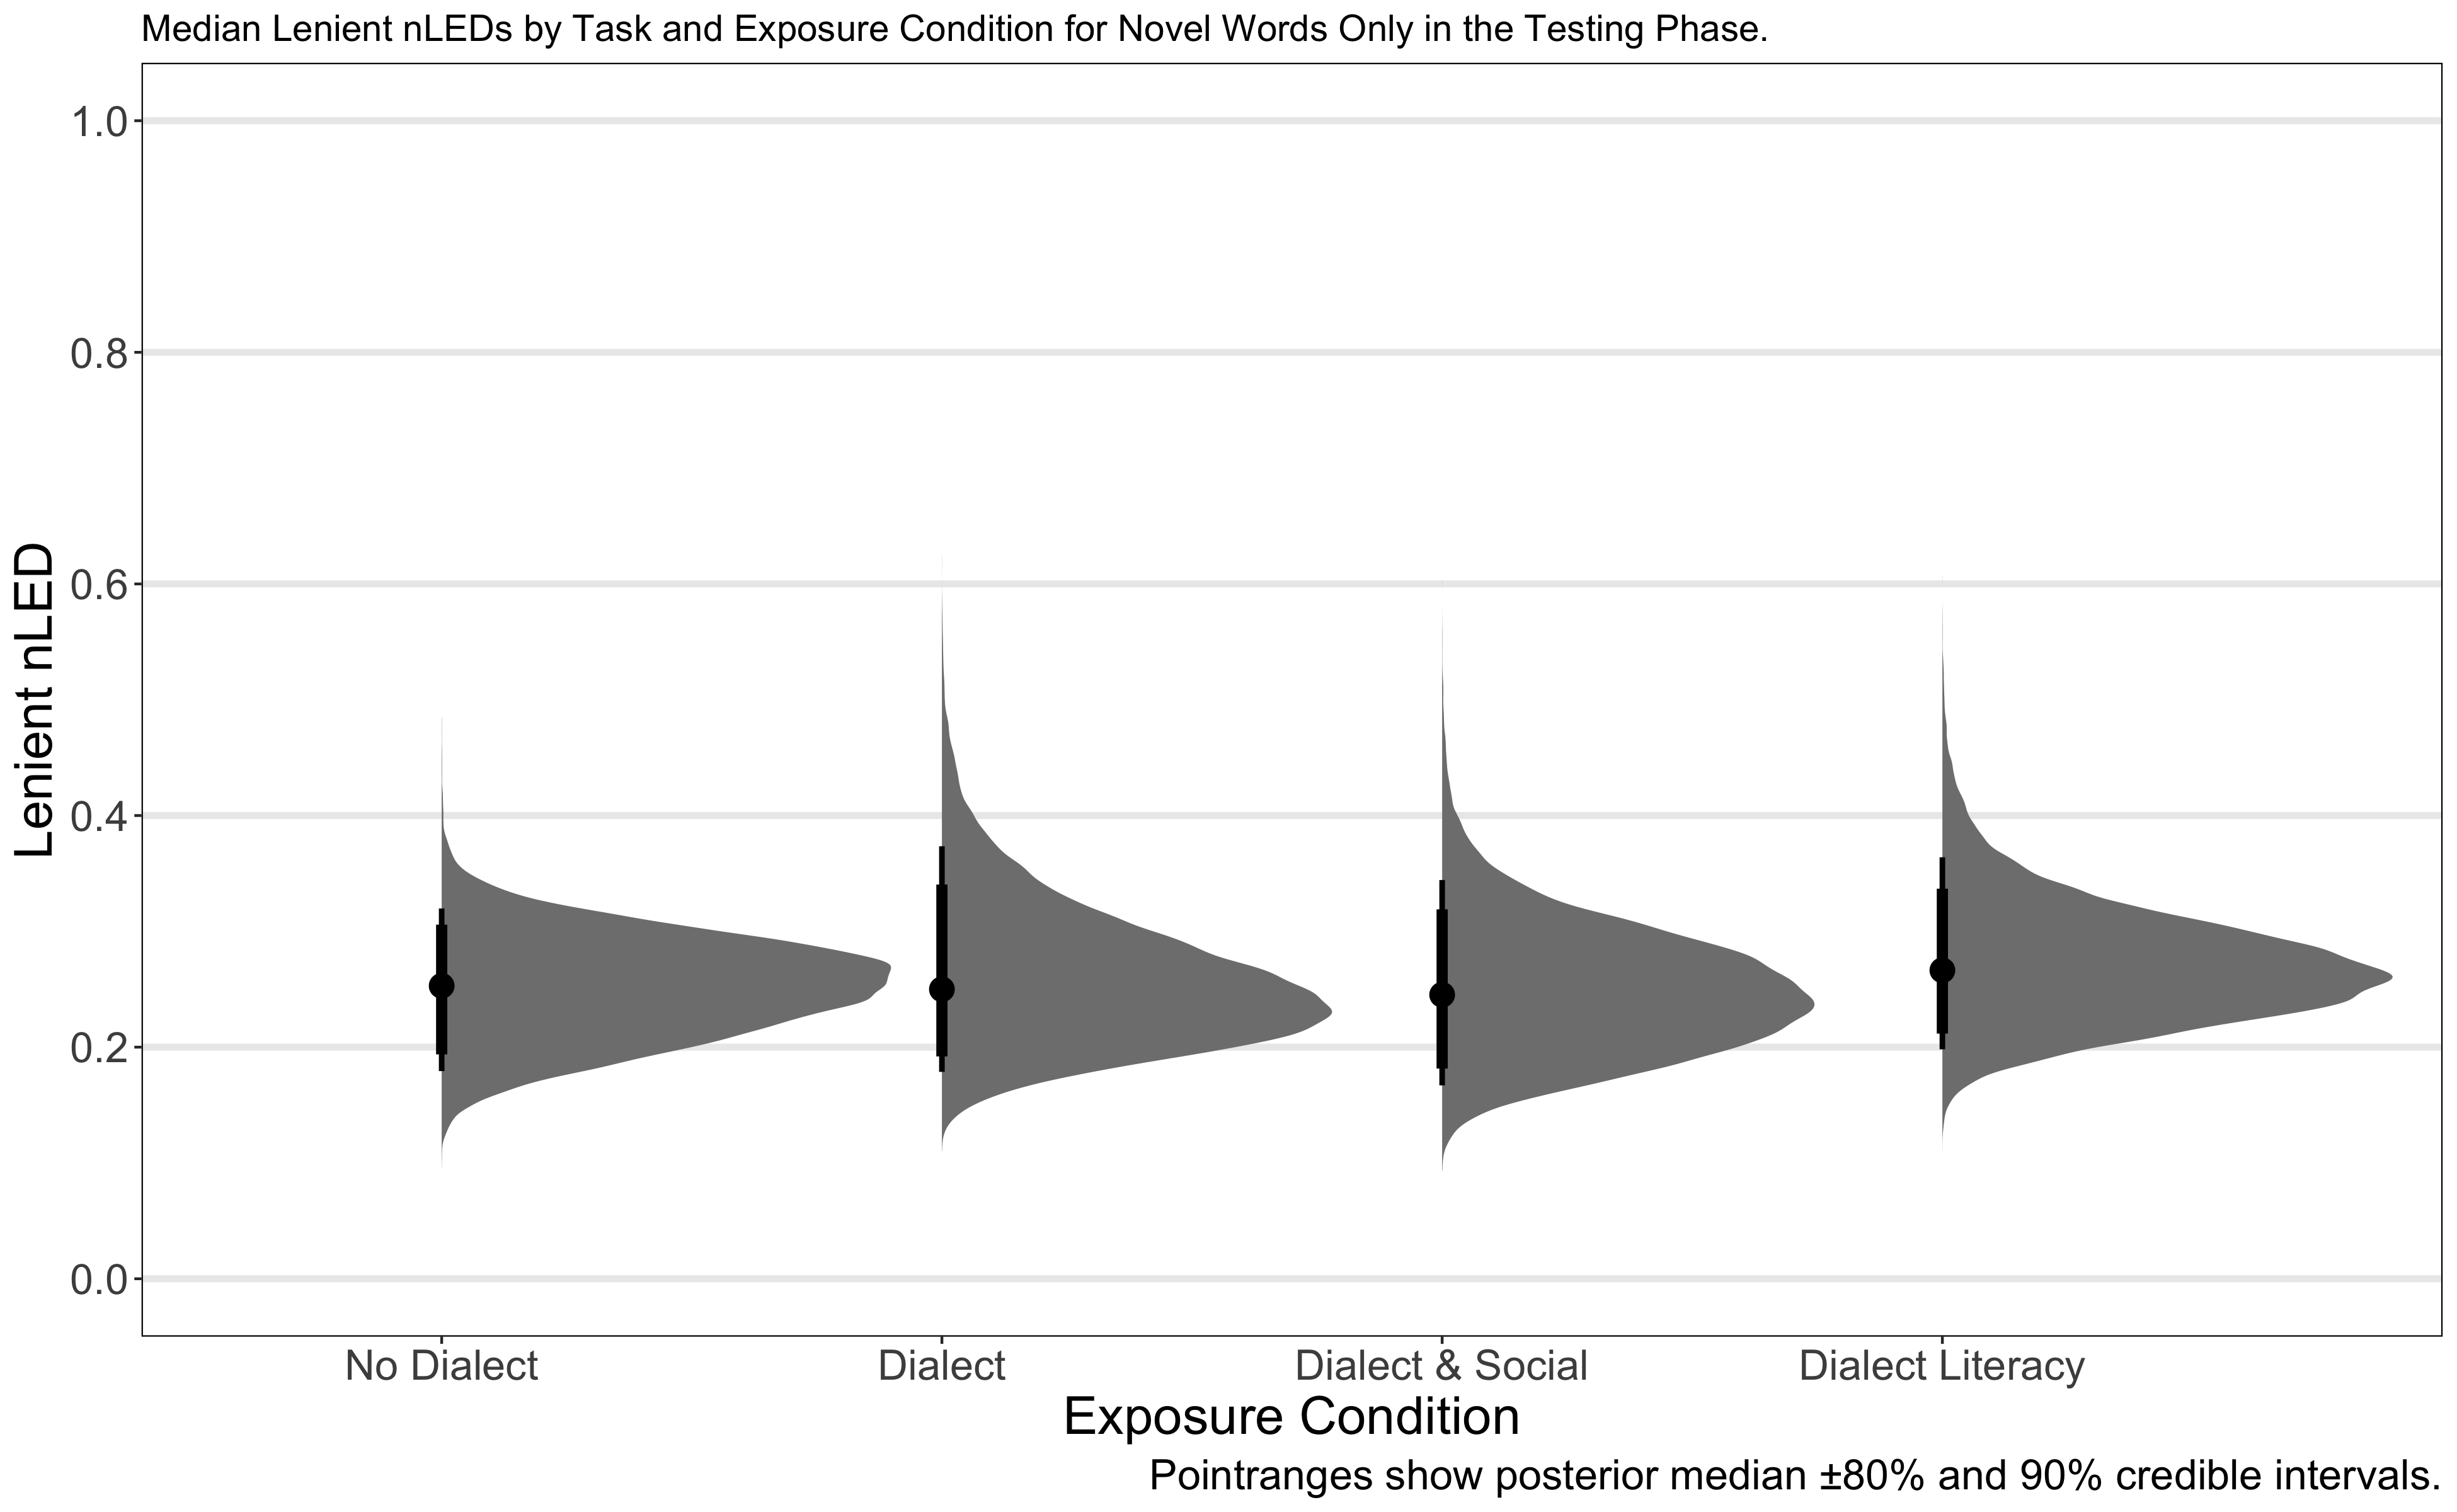 Median Lenient nLEDs by Task and Exposure Condition for Novel Words Only in the Testing Phase.
Lenient nLED
1.0
0.8
0.6
0.4
0.2
0.0
No Dialect
Dialect
Dialect & Social
Dialect Literacy
Exposure Condition
Pointranges show posterior median ±80% and 90% credible intervals.